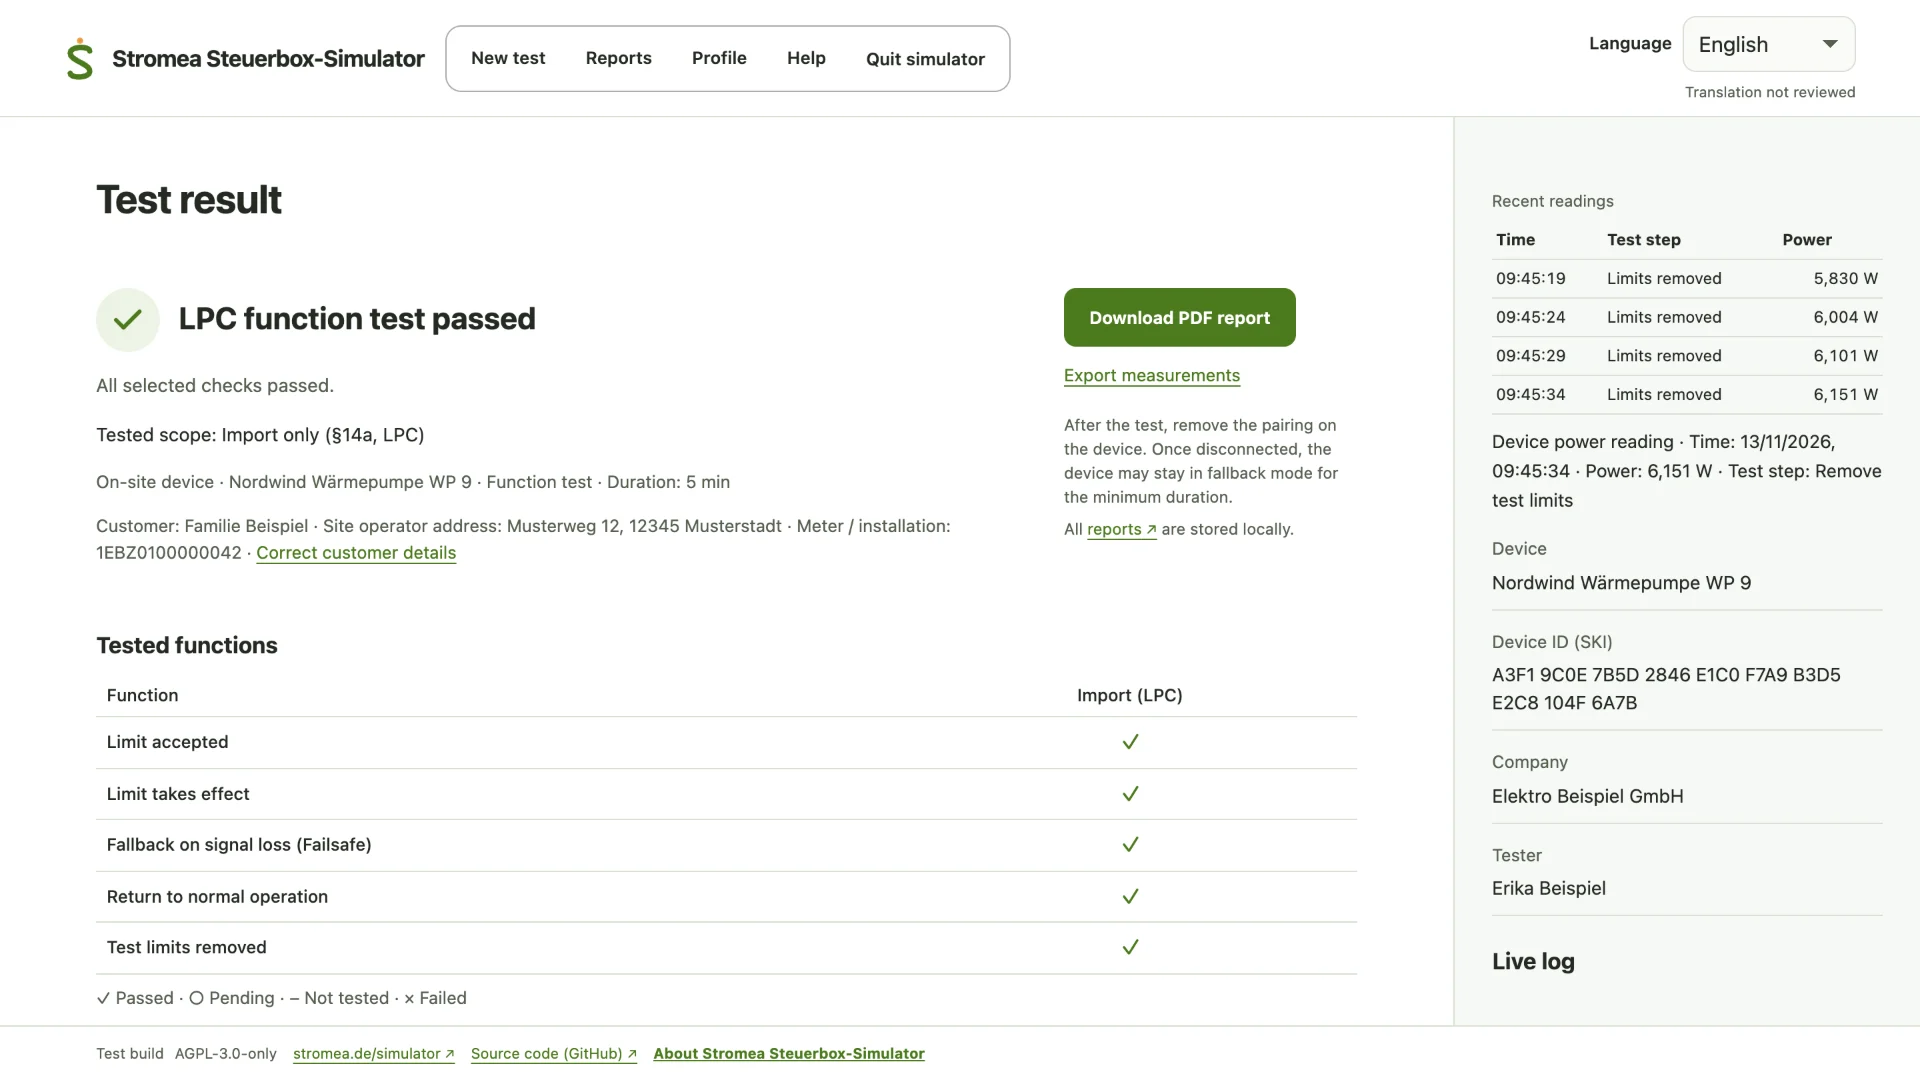 Stromea Steuerbox-Simulator
New test
Reports
Profile
Help
Quit simulator
Language
English
Translation not reviewed
Test result
LPC function test passed
All selected checks passed.
Tested scope: Import only (§14a, LPC)
On-site device · Nordwind Wärmepumpe WP 9 · Function test · Duration: 5 min
Customer: Familie Beispiel · Site operator address: Musterweg 12, 12345 Musterstadt · Meter / installation:
1EBZ0100000042 · Correct customer details
Download PDF report
Export measurements
After the test, remove the pairing on
the device. Once disconnected, the
device may stay in fallback mode for
the minimum duration.
All reports ↗ are stored locally.
Tested functions
Function Import (LPC)
Limit accepted ✓
Limit takes effect ✓
Fallback on signal loss (Failsafe) ✓
Return to normal operation ✓
Test limits removed ✓
✓ Passed · ○ Pending · – Not tested · × Failed
Recent readings
Time Test step Power
09:45:19 Limits removed 5,830 W
09:45:24 Limits removed 6,004 W
09:45:29 Limits removed 6,101 W
09:45:34 Limits removed 6,151 W
Device power reading · Time: 13/11/2026,
09:45:34 · Power: 6,151 W · Test step: Remove
test limits
Device
Nordwind Wärmepumpe WP 9
Device ID (SKI)
A3F1 9C0E 7B5D 2846 E1C0 F7A9 B3D5
E2C8 104F 6A7B
Company
Elektro Beispiel GmbH
Tester
Erika Beispiel
Live log
Test build AGPL-3.0-only stromea.de/simulator ↗ Source code (GitHub) ↗ About Stromea Steuerbox-Simulator